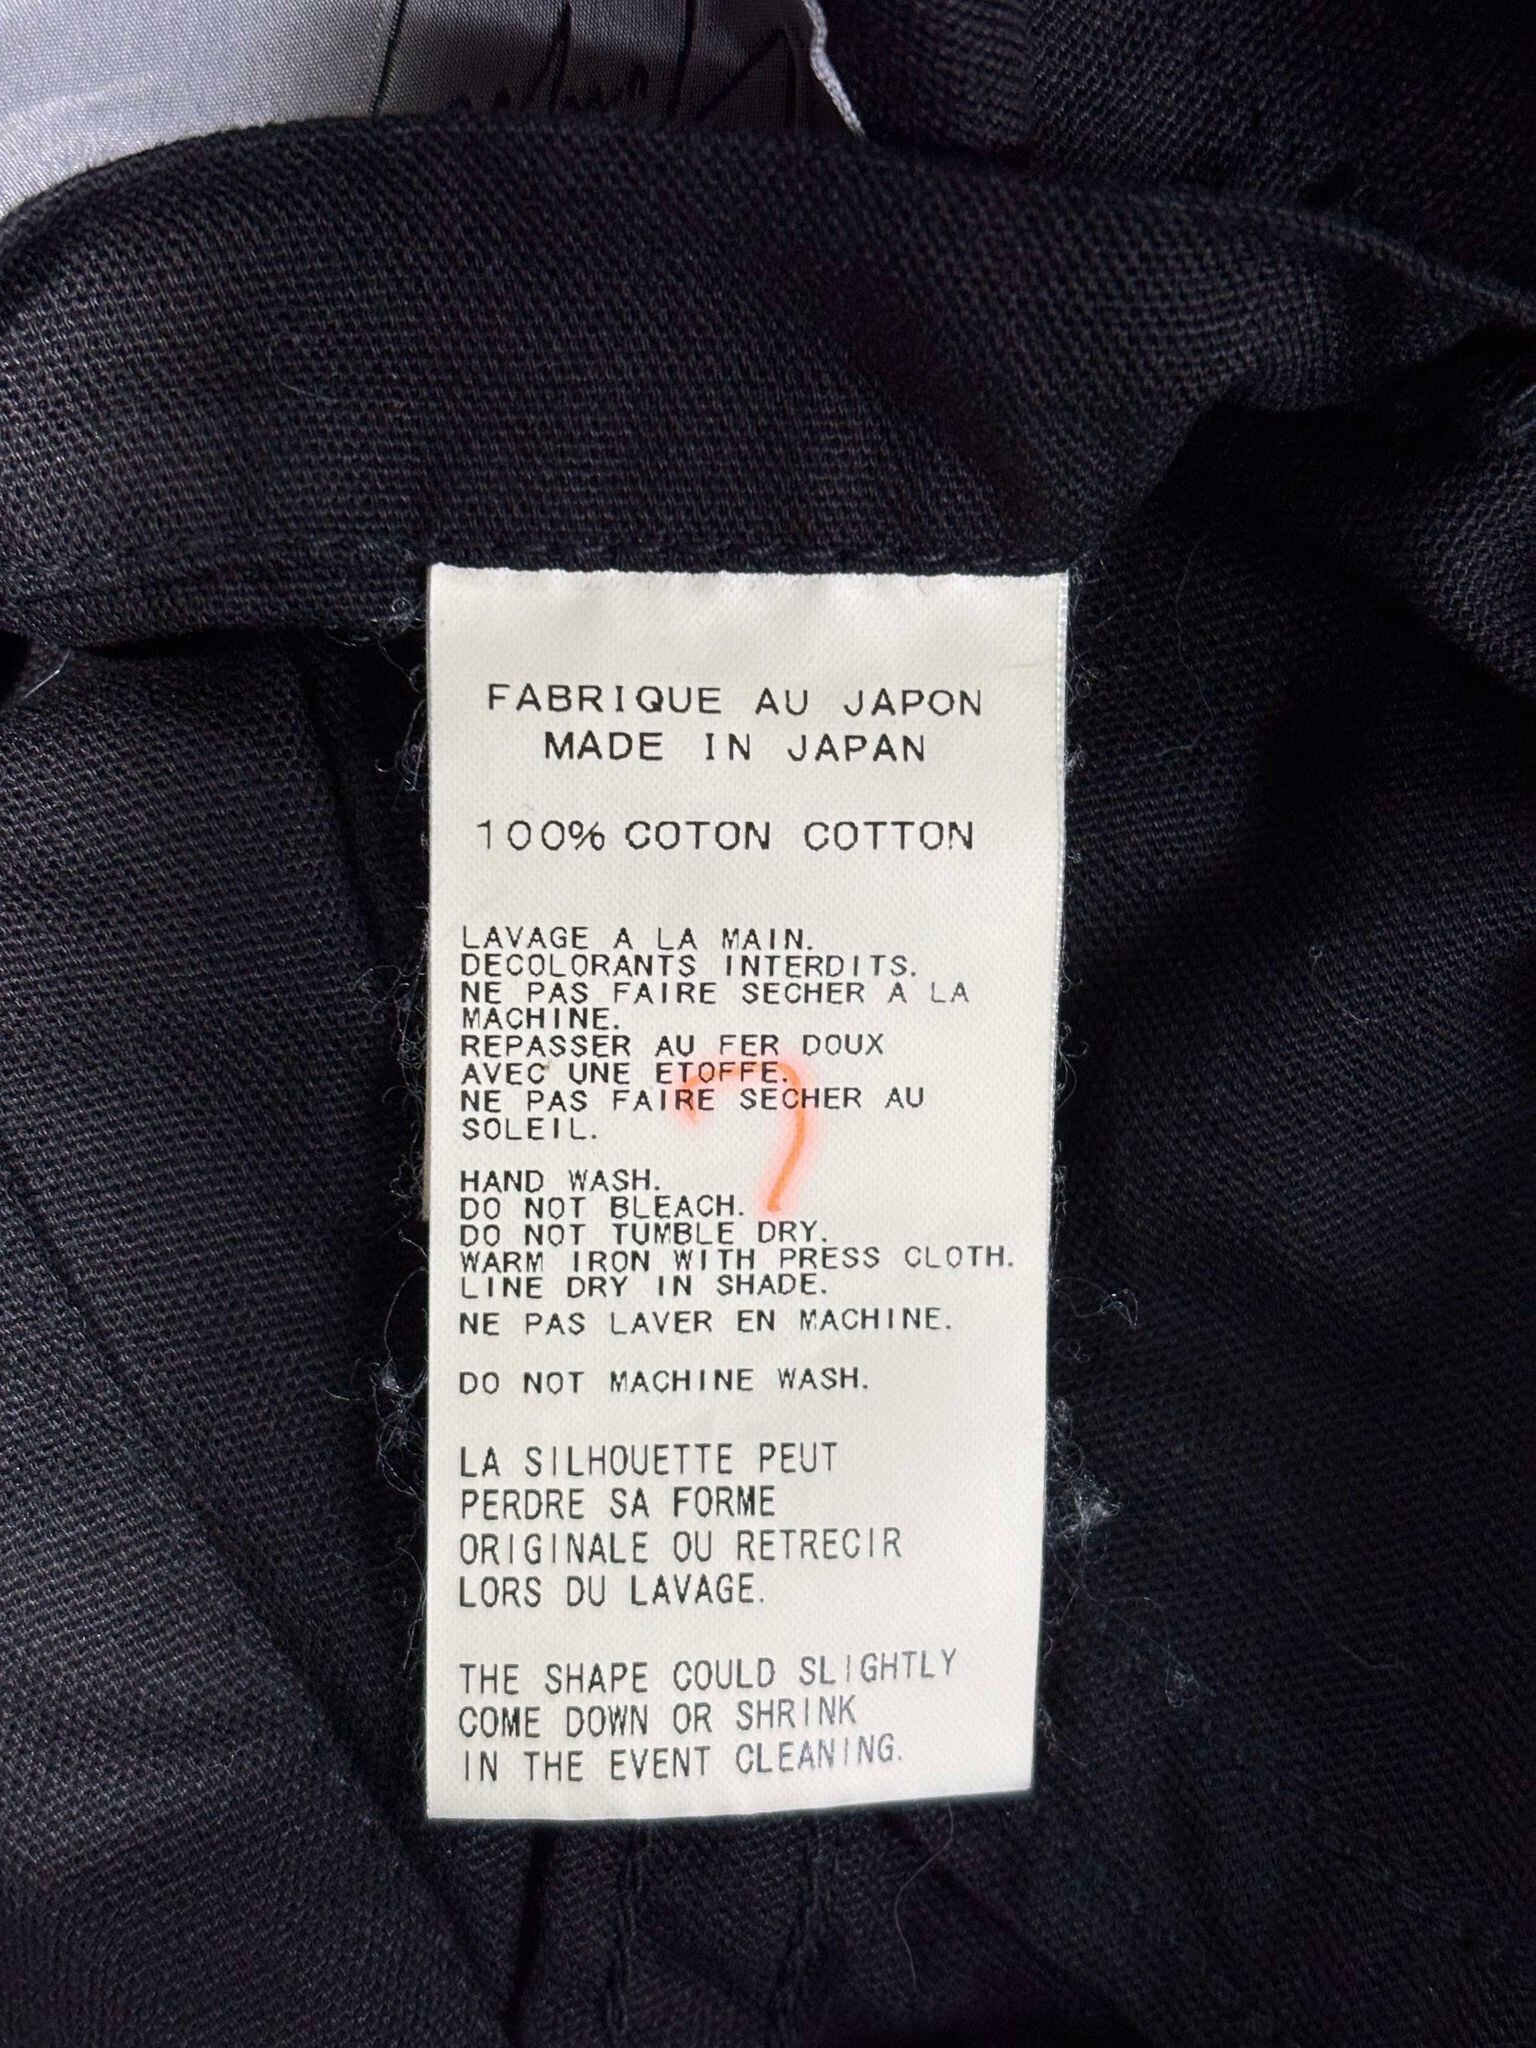 FABRIQUE AU JAPON
MADE IN JAPAN
100% COTON COTTON
LAVAGE A LA MAIN.
DECOLORANTS INTERDITS.
NE PAS FAIRE SECHER A LA
MACHINE.
REPASSER AU FER DOUX
AVEC UNE ETOFFE.
NE PAS FAIRE SECHER AU
SOLEIL.
HAND WASH.
DO NOT BLEACH.
DO NOT TUMBLE DRY.
WARM IRON WITH PRESS CLOTH.
LINE DRY IN SHADE.
NE PAS LAVER EN MACHINE.
DO NOT MACHINE WASH.
LA SILHOUETTE PEUT
PERDRE SA FORME
ORIGINALE OU RETRECIR
LORS DU LAVAGE.
THE SHAPE COULD SLIGHTLY
COME DOWN OR SHRINK
IN THE EVENT CLEANING.